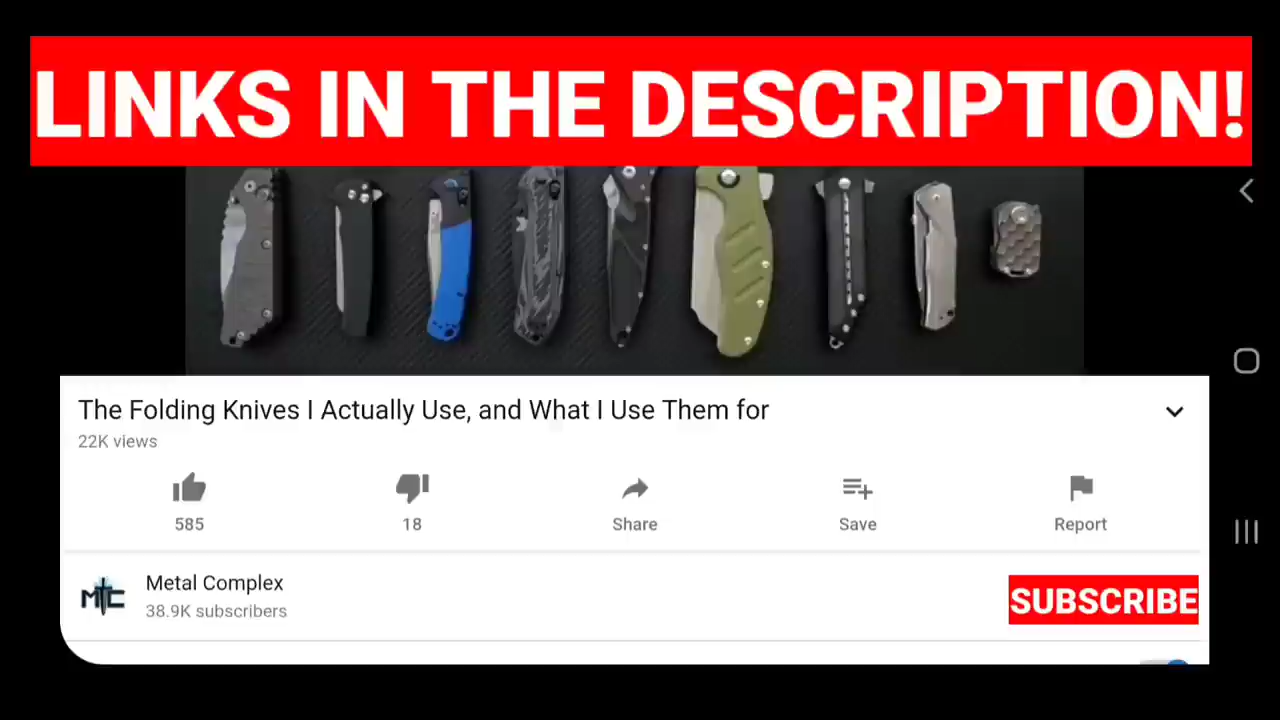 LINKS IN THE DESCRIPTION!
The Folding Knives I Actually Use, and What I Use Them for
22K views
585
18
Share
Save
Report
MTC
Metal Complex
38.9K subscribers
SUBSCRIBE